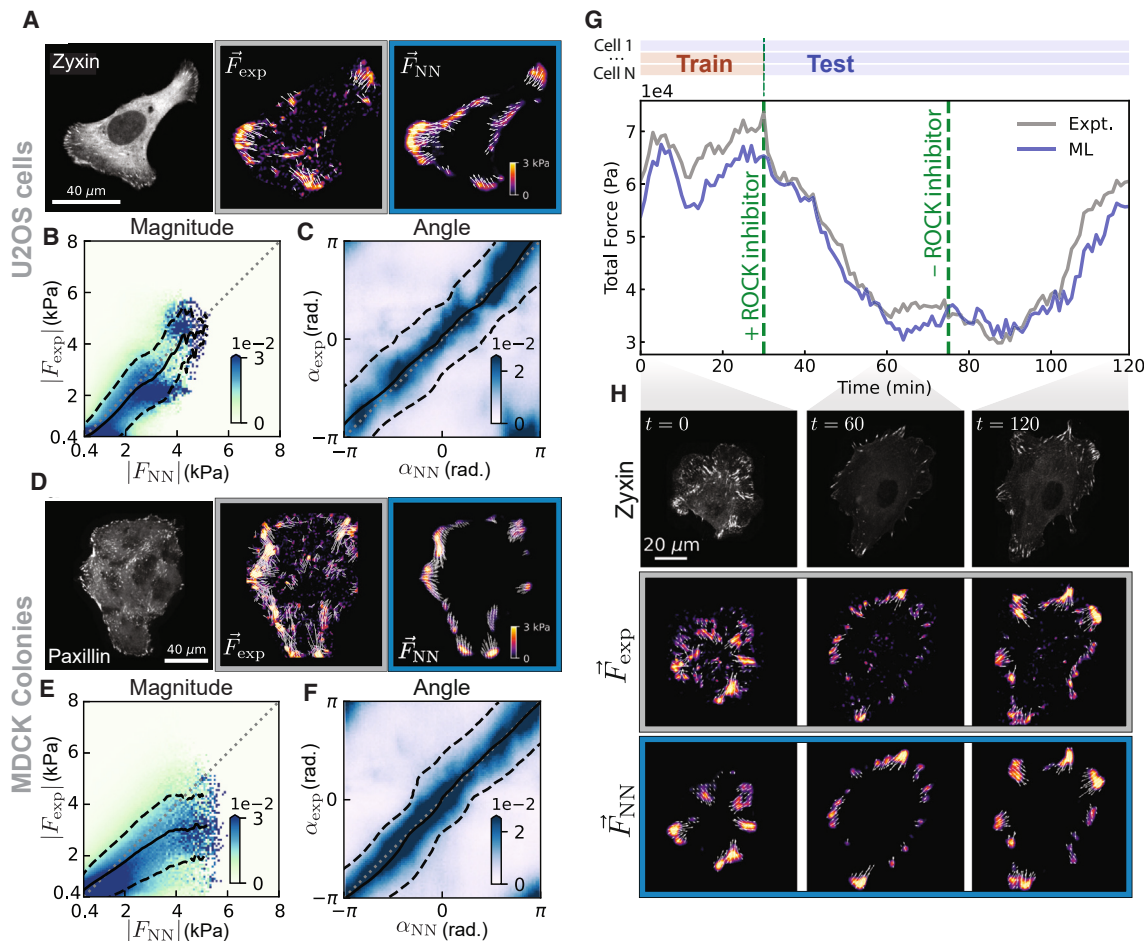 A
U2OS cells
Zyxin
40 μm
F⃗exp
F⃗NN
3 kPa
0
B
Magnitude
|Fexp| (kPa)
8
6
4
2
0.4
1e−2
3
0
0.4 2 4 6 8
|FNN| (kPa)
C
Angle
αexp (rad.)
π
0
−π
1e−2
2
0
−π 0 π
αNN (rad.)
D
MDCK Colonies
Paxillin
40 μm
F⃗exp
F⃗NN
3 kPa
0
E
Magnitude
|Fexp| (kPa)
8
6
4
2
0.4
1e−2
3
0
0.4 2 4 6 8
|FNN| (kPa)
F
Angle
αexp (rad.)
π
0
−π
1e−2
2
0
−π 0 π
αNN (rad.)
G
Cell 1
...
Cell N
Train
Test
1e4
Total Force (Pa)
7
6
5
4
3
+ ROCK inhibitor
− ROCK inhibitor
Expt.
ML
0 20 40 60 80 100 120
Time (min)
H
Zyxin
t = 0
t = 60
t = 120
20 μm
F⃗exp
F⃗NN